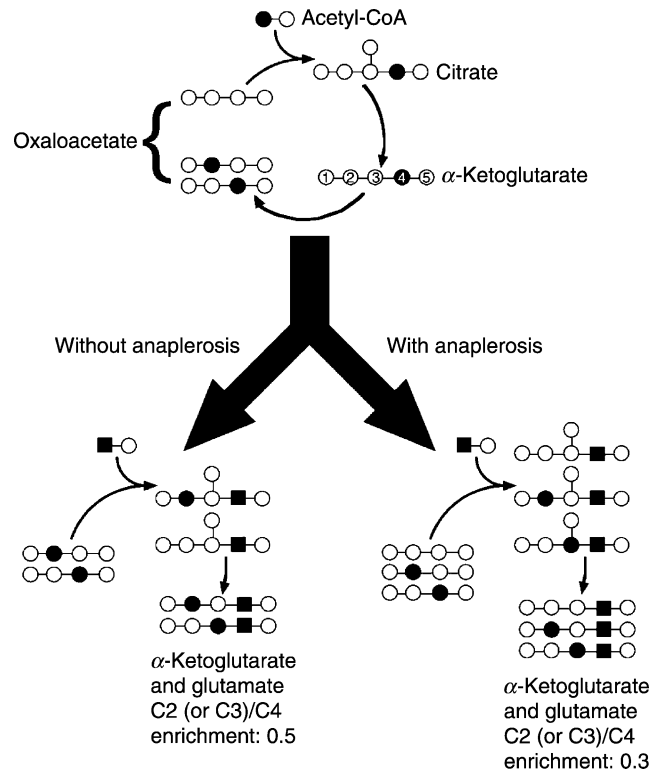 Acetyl-CoA
Citrate
Oxaloacetate
1 2 3 4 5 α-Ketoglutarate
Without anaplerosis
With anaplerosis
α-Ketoglutarate
and glutamate
C2 (or C3)/C4
enrichment: 0.5
α-Ketoglutarate
and glutamate
C2 (or C3)/C4
enrichment: 0.3